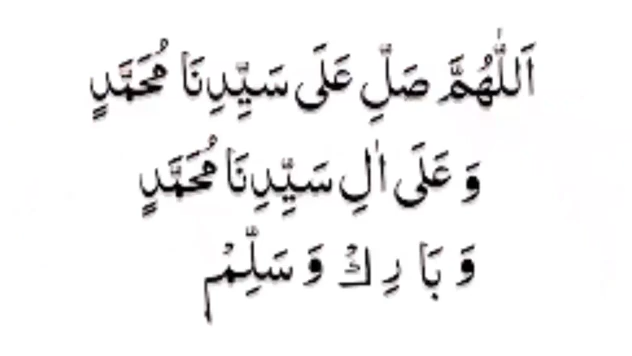 اَللّٰهُمَّ صَلِّ عَلَى سَيِّدِنَا مُحَمَّدٍ
وَ عَلَى اٰلِ سَيِّدِنَا مُحَمَّدٍ
وَ بَارِكْ وَ سَلِّمْ